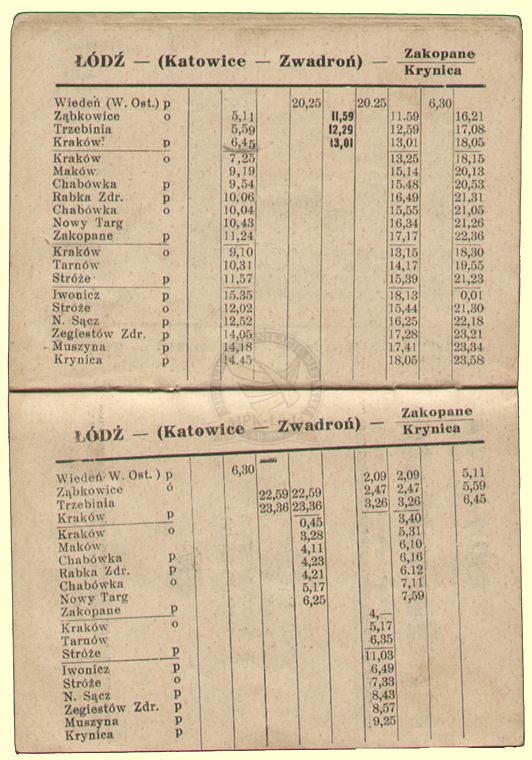 ŁÓDŹ — (Katowice — Zwadroń) — Zakopane
Krynica
Wiedeń (W. Ost.) p 20,25 20.25 6,30
Ząbkowice o 5,11 11,59 11.59 16,21
Trzebinia 5,59 12,29 12,59 17,08
Kraków p 6,45 13,01 13,01 18,05
Kraków o 7,25 13,25 18,15
Maków 9,19 15,14 20,13
Chabówka p 9,54 15.48 20,53
Rabka Zdr. p 10,06 16,49 21,31
Chabówka o 10,04 15,55 21,05
Nowy Targ 10,43 16,34 21,26
Zakopane p 11,24 17,17 22,36
Kraków o 9,10 13,15 18,30
Tarnów 10,31 14,17 19,55
Stróże p 11,57 15,39 21,23
Iwonicz p 15.35 18,13 0,01
Stróże o 12,02 15,44 21,30
N. Sącz p 12,52 16,25 22,18
Zegiestów Zdr. p 14,05 17,28 23,21
Muszyna p 14,18 17,41 23,34
Krynica p 14.45 18,05 23,58
ŁÓDŹ — (Katowice — Zwadroń) — Zakopane
Krynica
Wiedeń W. Ost.) p 6,30
Ząbkowice ó 2,09 2,09 5,11
Trzebinia 22,59 22,59 2,47 2,47 5,59
Kraków p 23,36 23,36 3,26 3,26 6,45
Kraków o 0,45 3,40
Maków 3,28 5,31
Chabówka p 4,11 6,10
Rabka Zdr. p 4,23 6,16
Chabówka o 4,21 6.12
Nowy Targ 5,17 7,11
Zakopane p 6,25 7,59
Kraków o 4,—
Tarnów 5,17
Stróże p 6,35
Iwonicz p 11,03
Stróże o 6,49
N. Sącz p 7,33
Zegiestów Zdr. p 8,43
Muszyna p 8,57
Krynica p 9,25